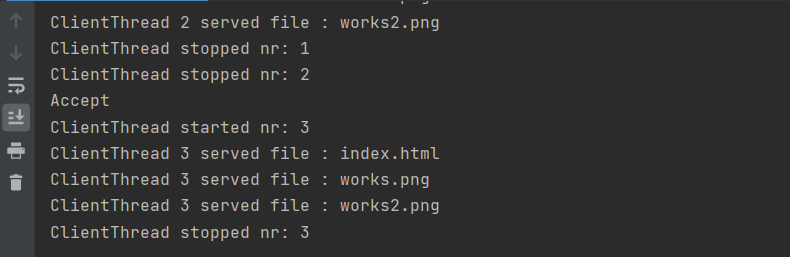 ClientThread 2 served file : works2.png
ClientThread stopped nr: 1
ClientThread stopped nr: 2
Accept
ClientThread started nr: 3
ClientThread 3 served file : index.html
ClientThread 3 served file : works.png
ClientThread 3 served file : works2.png
ClientThread stopped nr: 3